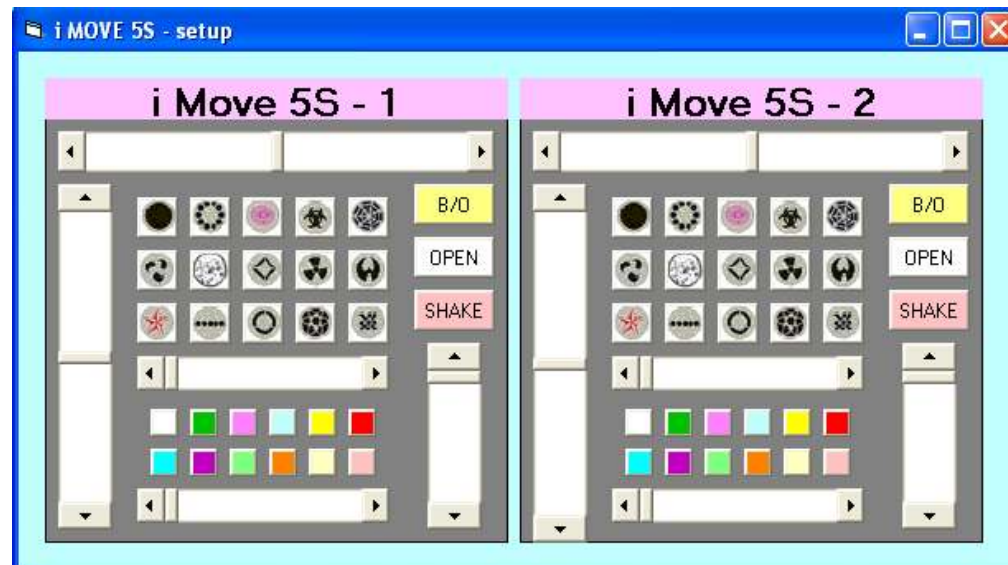 i MOVE 5S - setup
i Move 5S - 1
B/O
OPEN
SHAKE
i Move 5S - 2
B/O
OPEN
SHAKE